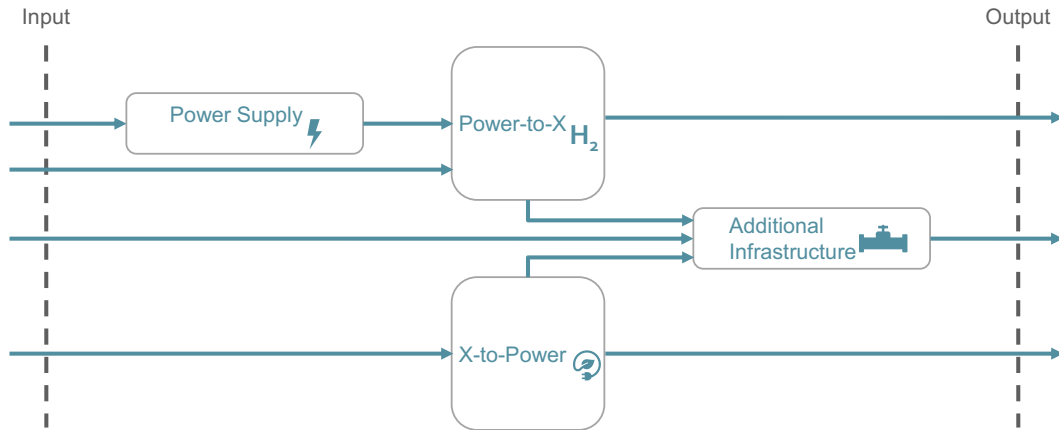 Input
Output
Power Supply
Power-to-X
H₂
Additional
Infrastructure
X-to-Power